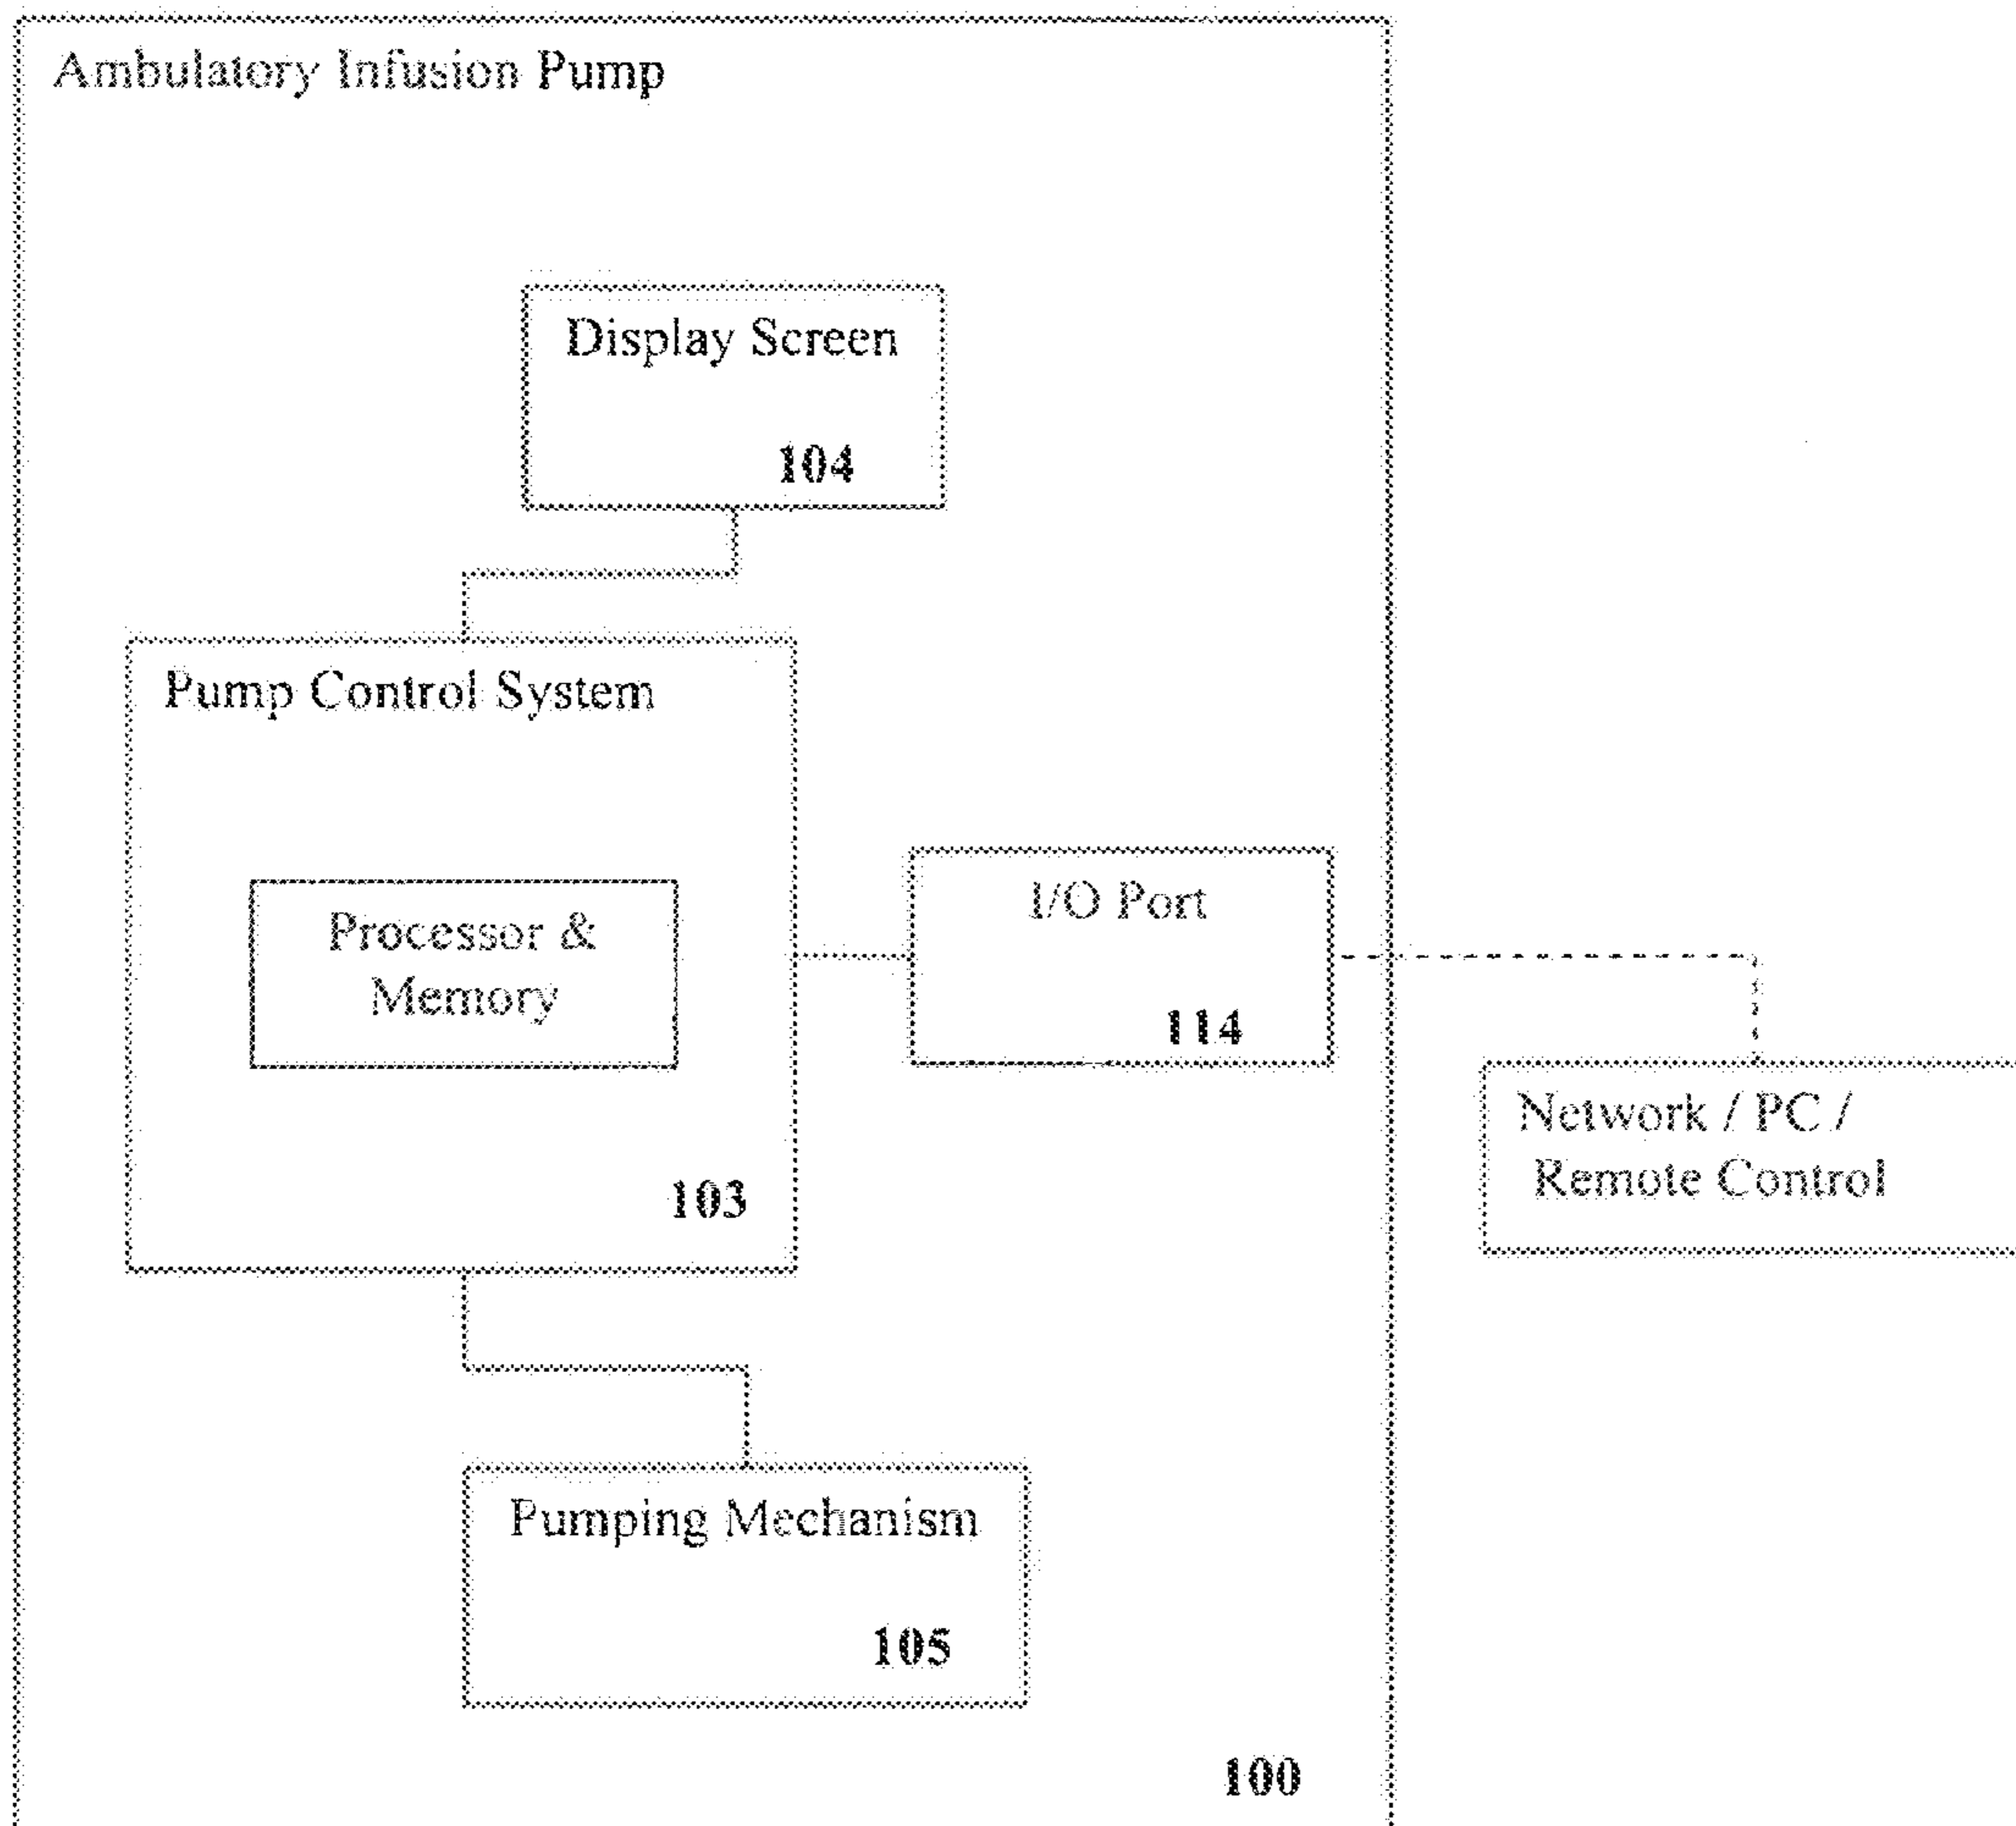 Ambulatory Infusion Pump
Display Screen
104
Pump Control System
Processor &
Memory
103
I/O Port
114
Network / PC /
Remote Control
Pumping Mechanism
105
100